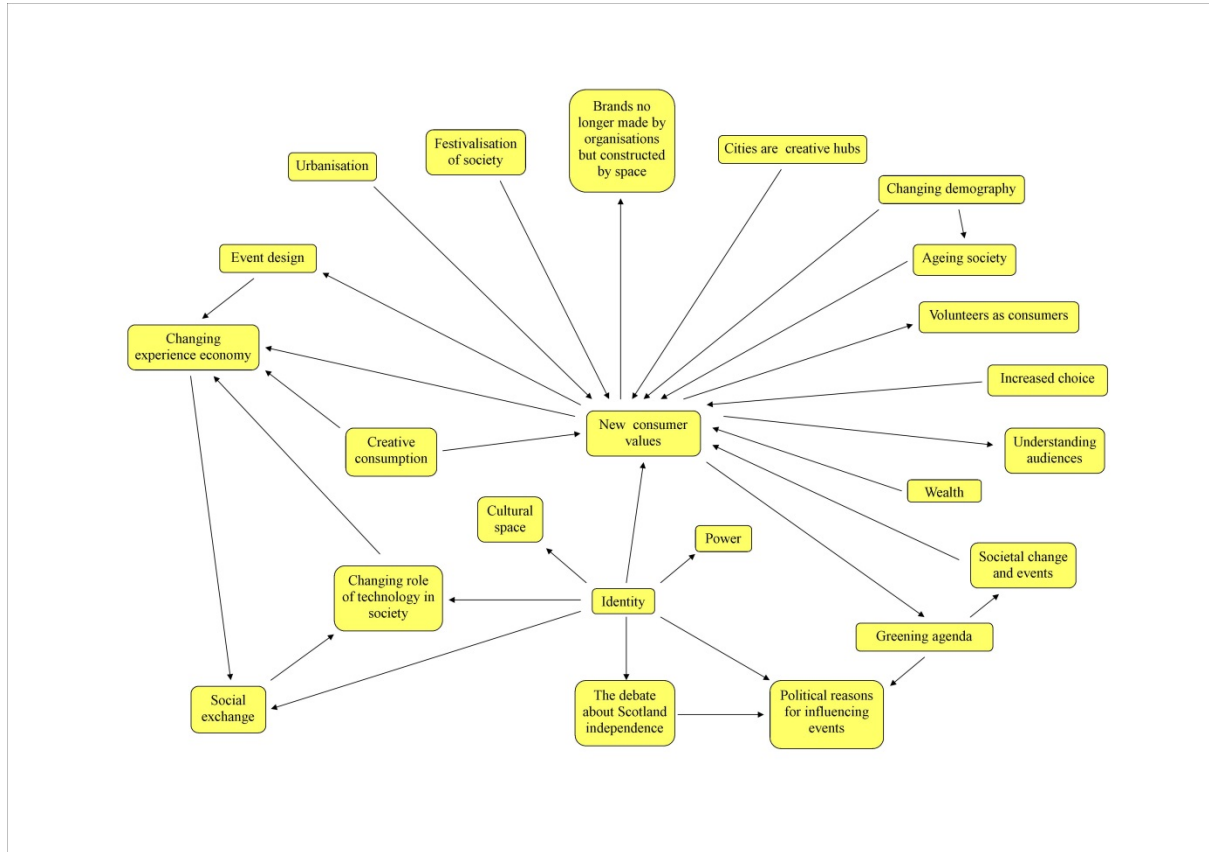 Brands no
longer made by
organisations
but constructed
by space
Festivalisation
of society
Cities are creative hubs
Urbanisation
Changing demography
Event design
Ageing society
Volunteers as consumers
Changing
experience economy
Increased choice
New consumer
values
Creative
consumption
Understanding
audiences
Wealth
Cultural
space
Power
Societal change
and events
Changing role
of technology in
society
Identity
Greening agenda
Social
exchange
The debate
about Scotland
independence
Political reasons
for influencing
events